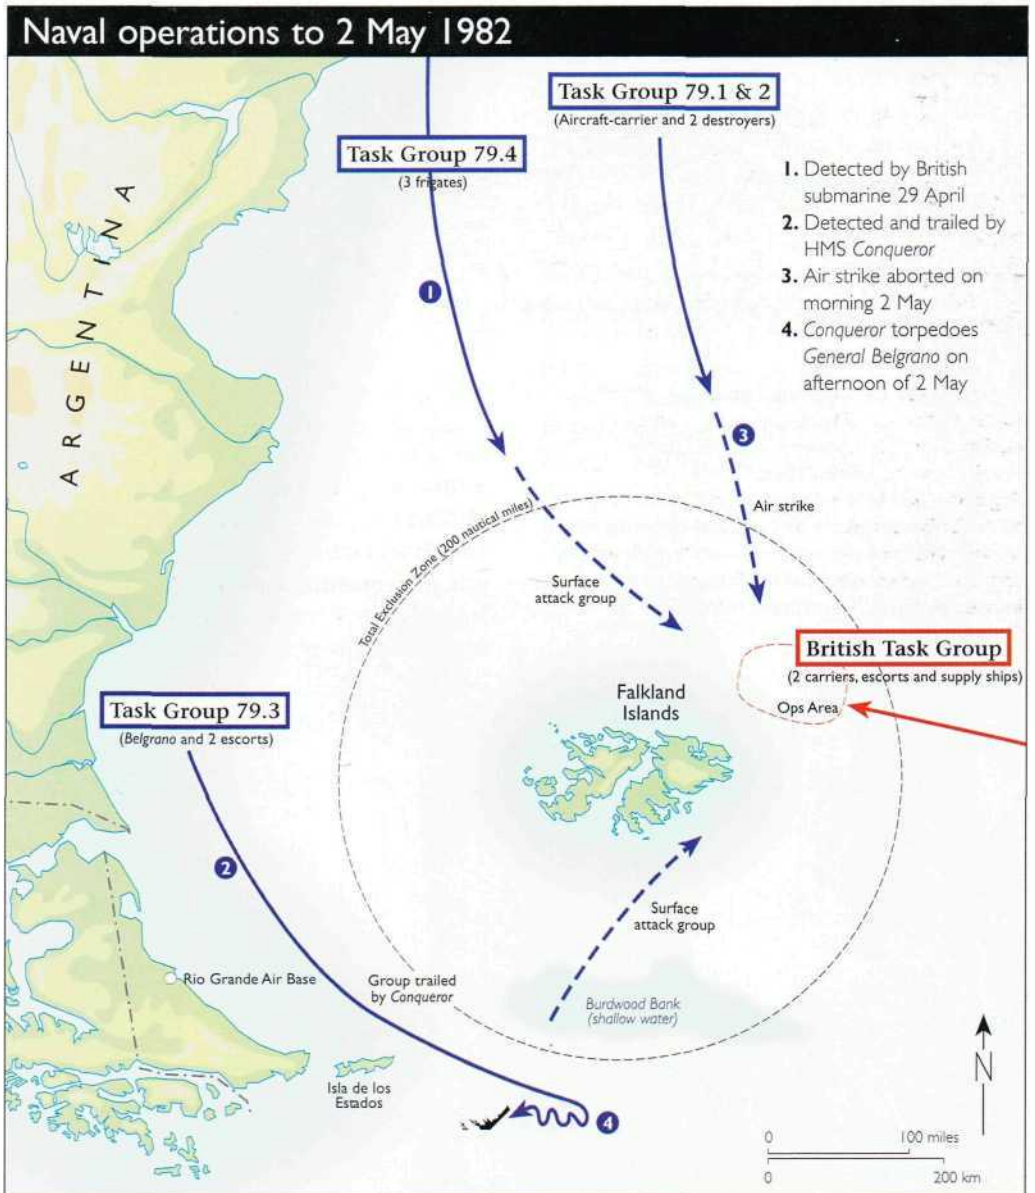 Naval operations to 2 May 1982
Task Group 79.1 & 2
(Aircraft-carrier and 2 destroyers)
Task Group 79.4
(3 frigates)
1. Detected by British
submarine 29 April
2. Detected and trailed by
HMS Conqueror
3. Air strike aborted on
morning 2 May
4. Conqueror torpedoes
General Belgrano on
afternoon of 2 May
ARGENTINA
1
3
Air strike
Total Exclusion Zone (200 nautical miles)
Surface
attack group
British Task Group
(2 carriers, escorts and supply ships)
Ops Area
Falkland
Islands
Task Group 79.3
(Belgrano and 2 escorts)
2
Surface
attack group
Rio Grande Air Base
Group trailed
by Conqueror
Burdwood Bank
(shallow water)
Isla de los
Estados
4
N
0 100 miles
0 200 km